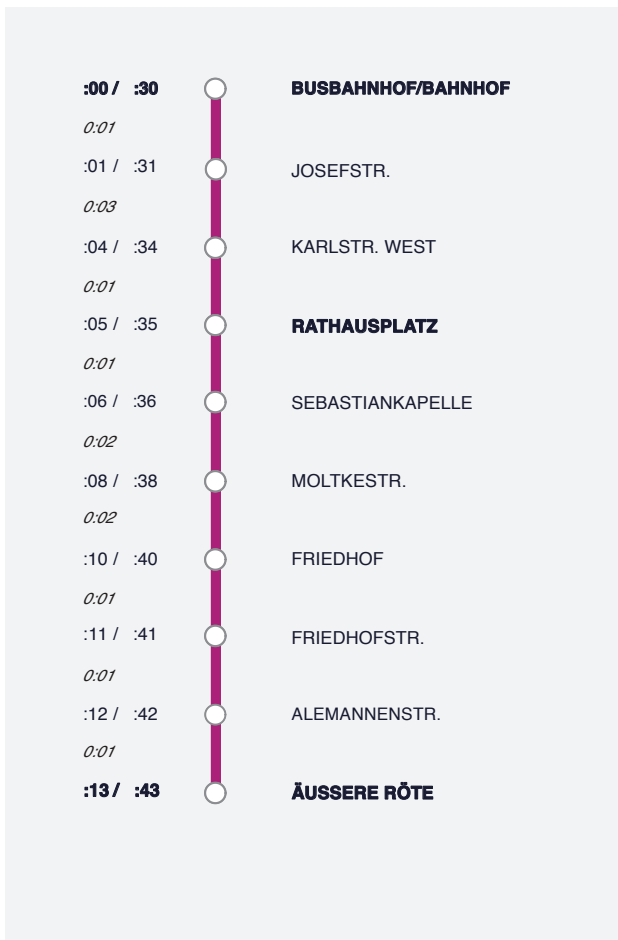 :00 / :30 BUSBAHNHOF/BAHNHOF
0:01
:01 / :31 JOSEFSTR.
0:03
:04 / :34 KARLSTR. WEST
0:01
:05 / :35 RATHAUSPLATZ
0:01
:06 / :36 SEBASTIANKAPELLE
0:02
:08 / :38 MOLTKESTR.
0:02
:10 / :40 FRIEDHOF
0:01
:11 / :41 FRIEDHOFSTR.
0:01
:12 / :42 ALEMANNENSTR.
0:01
:13 / :43 ÄUSSERE RÖTE